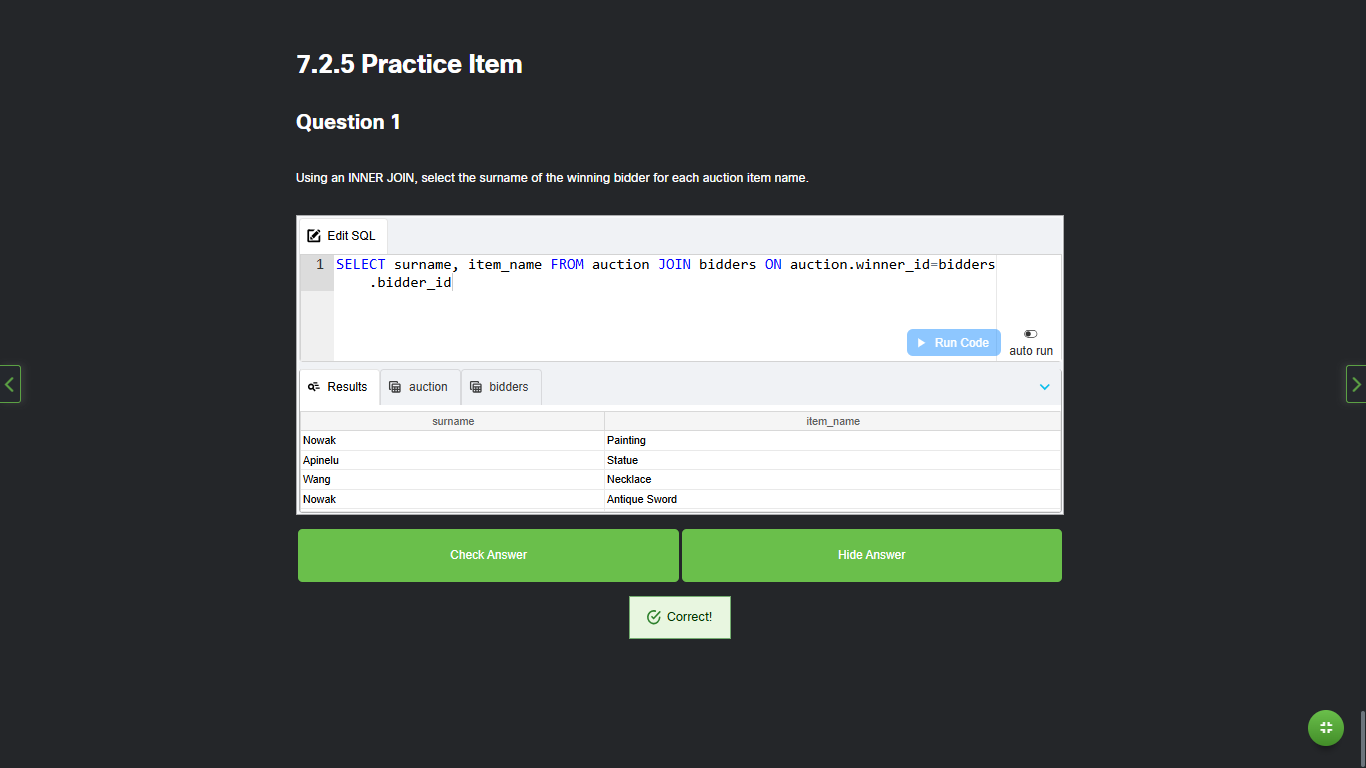 7.2.5 Practice Item
Question 1
Using an INNER JOIN, select the surname of the winning bidder for each auction item name.
Edit SQL
1 SELECT surname, item_name FROM auction JOIN bidders ON auction.winner_id=bidders
.bidder_id
Run Code
auto run
Results auction bidders
surname item_name
Nowak Painting
Apinelu Statue
Wang Necklace
Nowak Antique Sword
Check Answer Hide Answer
Correct!